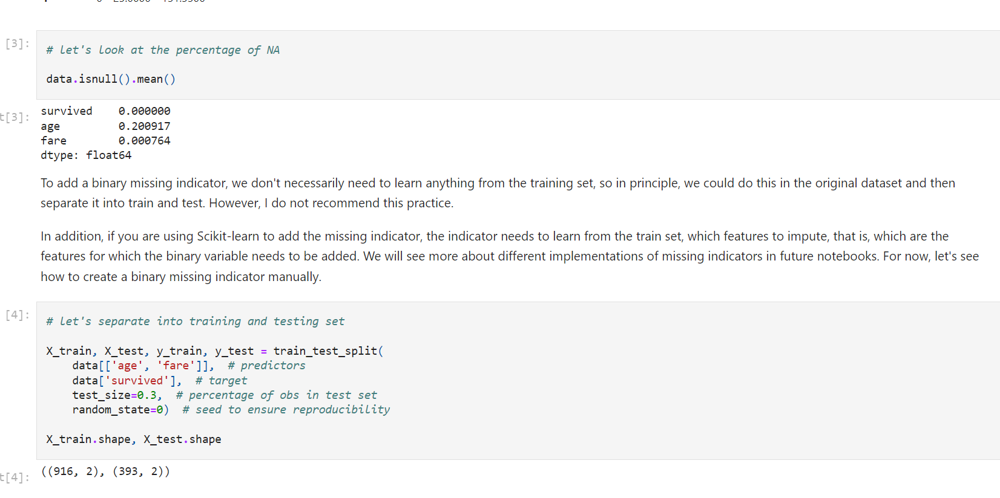 [3]:
# let's look at the percentage of NA
data.isnull().mean()
t[3]:
survived 0.000000
age 0.200917
fare 0.000764
dtype: float64
To add a binary missing indicator, we don't necessarily need to learn anything from the training set, so in principle, we could do this in the original dataset and then
separate it into train and test. However, I do not recommend this practice.
In addition, if you are using Scikit-learn to add the missing indicator, the indicator needs to learn from the train set, which features to impute, that is, which are the
features for which the binary variable needs to be added. We will see more about different implementations of missing indicators in future notebooks. For now, let's see
how to create a binary missing indicator manually.
[4]:
# let's separate into training and testing set
X_train, X_test, y_train, y_test = train_test_split(
data[['age', 'fare']], # predictors
data['survived'], # target
test_size=0.3, # percentage of obs in test set
random_state=0) # seed to ensure reproducibility
X_train.shape, X_test.shape
t[4]:
((916, 2), (393, 2))